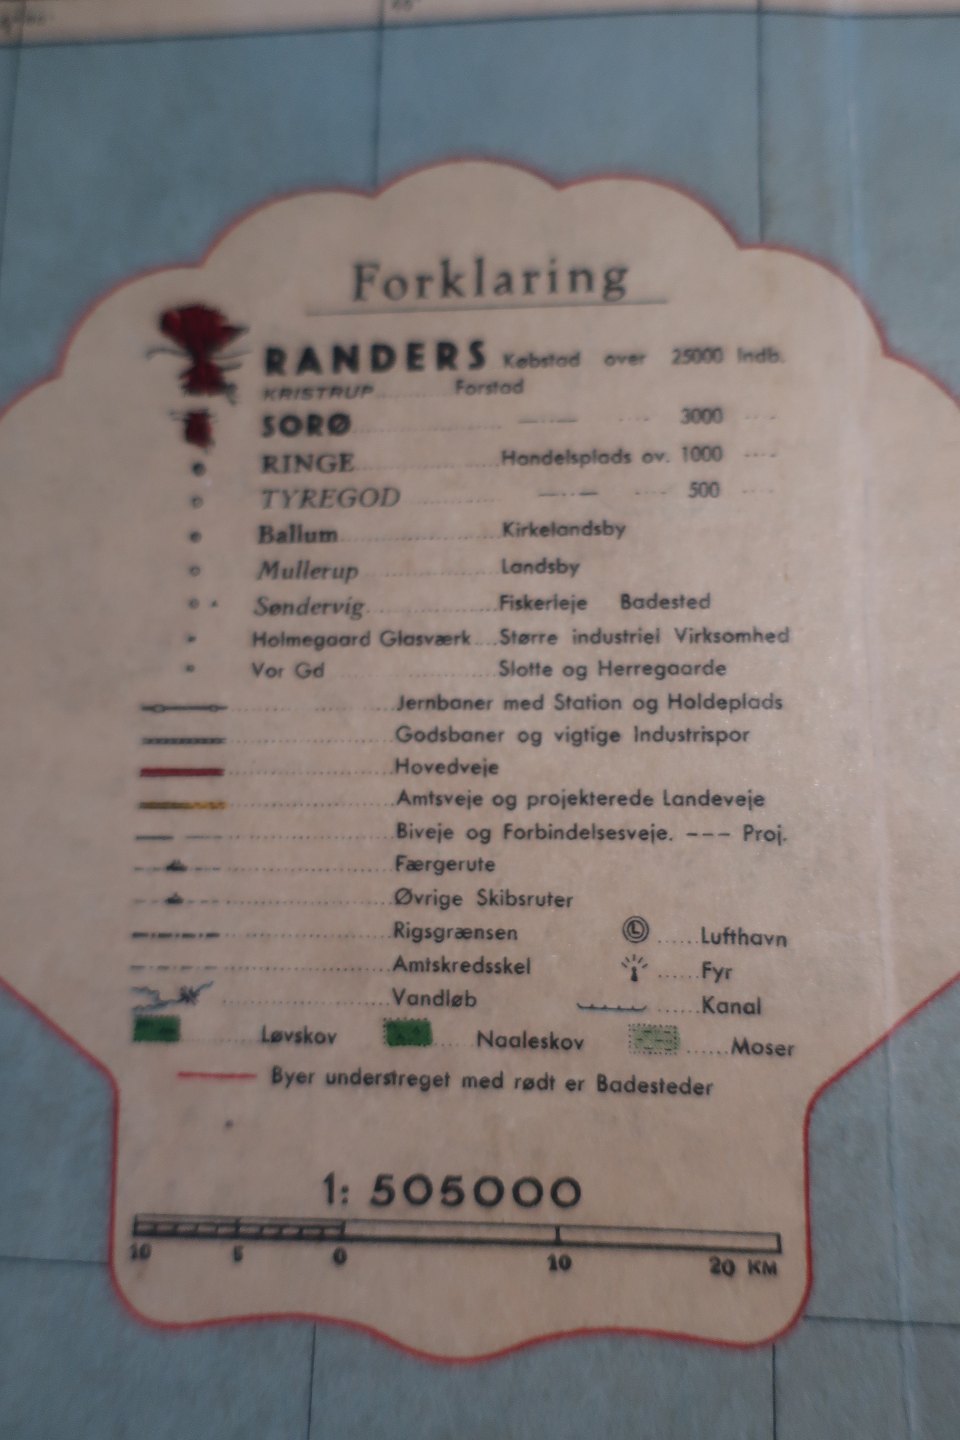 Forklaring
RANDERS Købstad over 25000 Indb.
KRISTRUP Forstad
SORØ 3000
RINGE Handelsplads ov. 1000
TYREGOD 500
Ballum Kirkelandsby
Mullerup Landsby
Søndervig Fiskerleje Badested
Holmegaard Glasværk Større industriel Virksomhed
Vor Gd Slotte og Herregaarde
Jernbaner med Station og Holdeplads
Godsbaner og vigtige Industrispor
Hovedveje
Amtsveje og projekterede Landeveje
Biveje og Forbindelsesveje. --- Proj.
Færgerute
Øvrige Skibsruter
Rigsgrænsen Lufthavn
Amtskredsskel Fyr
Vandløb Kanal
Løvskov Naaleskov Moser
Byer understreget med rødt er Badesteder
1: 505000
10 5 0 10 20 KM